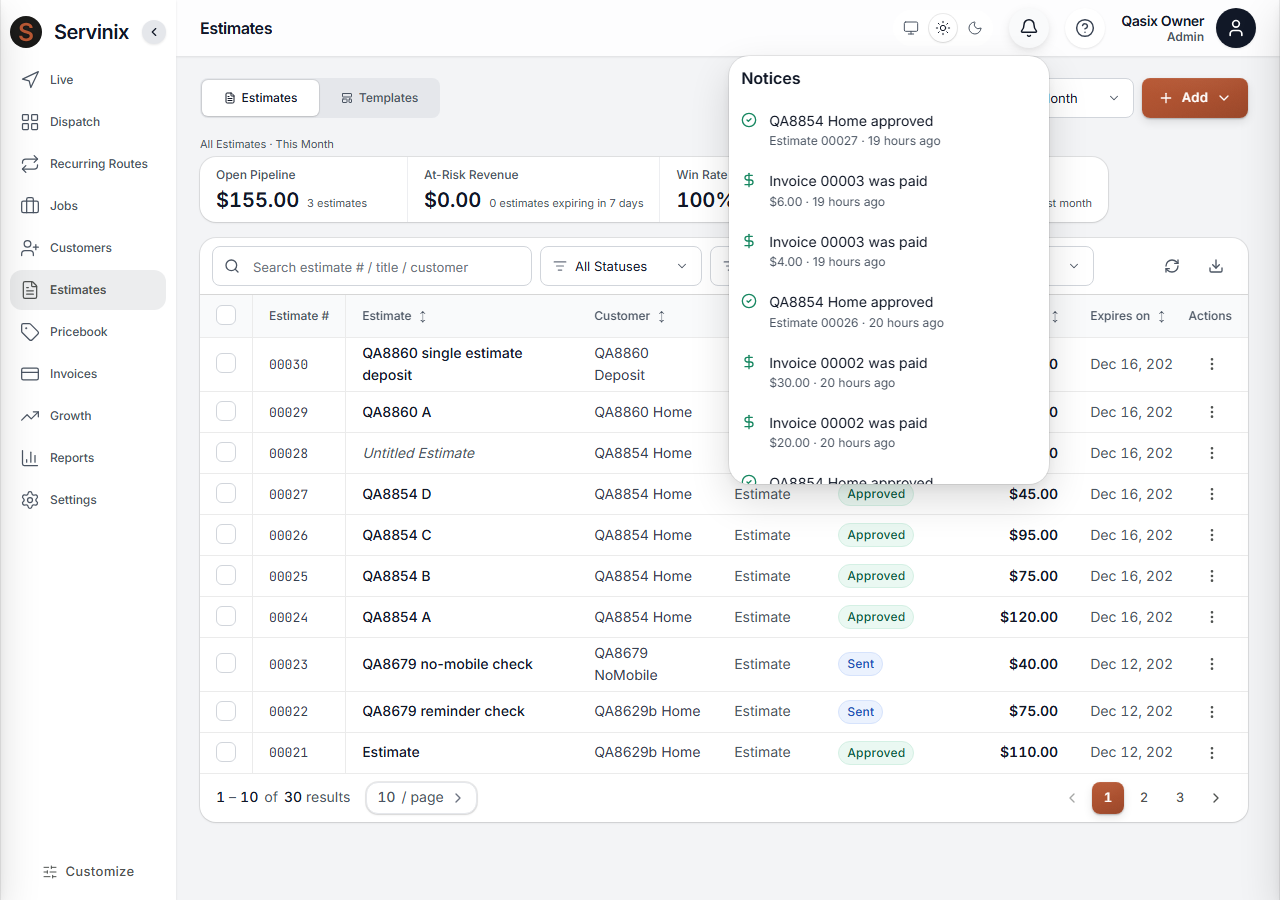 Servinix
Live
Dispatch
Recurring Routes
Jobs
Customers
Estimates
Pricebook
Invoices
Growth
Reports
Settings
Customize
Estimates
Qasix Owner
Admin
Estimates
Templates
Add
All Estimates · This Month
Open Pipeline
$155.00 3 estimates
At-Risk Revenue
$0.00 0 estimates expiring in 7 days
Win Rate
100%
month
Notices
QA8854 Home approved
Estimate 00027 · 19 hours ago
Invoice 00003 was paid
$6.00 · 19 hours ago
Invoice 00003 was paid
$4.00 · 19 hours ago
QA8854 Home approved
Estimate 00026 · 20 hours ago
Invoice 00002 was paid
$30.00 · 20 hours ago
Invoice 00002 was paid
$20.00 · 20 hours ago
QA8854 Home approved
Search estimate # / title / customer
All Statuses
Estimate # Estimate Customer Expires on Actions
00030 QA8860 single estimate deposit QA8860 Deposit Dec 16, 202
00029 QA8860 A QA8860 Home Dec 16, 202
00028 Untitled Estimate QA8854 Home Dec 16, 202
00027 QA8854 D QA8854 Home Estimate Approved $45.00 Dec 16, 202
00026 QA8854 C QA8854 Home Estimate Approved $95.00 Dec 16, 202
00025 QA8854 B QA8854 Home Estimate Approved $75.00 Dec 16, 202
00024 QA8854 A QA8854 Home Estimate Approved $120.00 Dec 16, 202
00023 QA8679 no-mobile check QA8679 NoMobile Estimate Sent $40.00 Dec 12, 202
00022 QA8679 reminder check QA8629b Home Estimate Sent $75.00 Dec 12, 202
00021 Estimate QA8629b Home Estimate Approved $110.00 Dec 12, 202
1 – 10 of 30 results
10 / page
1 2 3